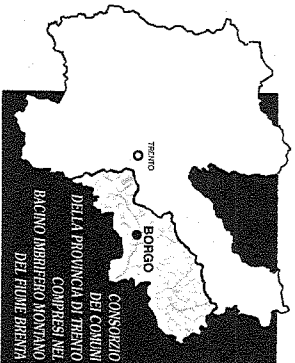 TRENTO
BORGO
CONSORZIO
DEI COMUNI
DELLA PROVINCIA DI TRENTO
COMPRESI NEL
BACINO IMBRIFERO MONTANO
DEL FIUME BRENTA